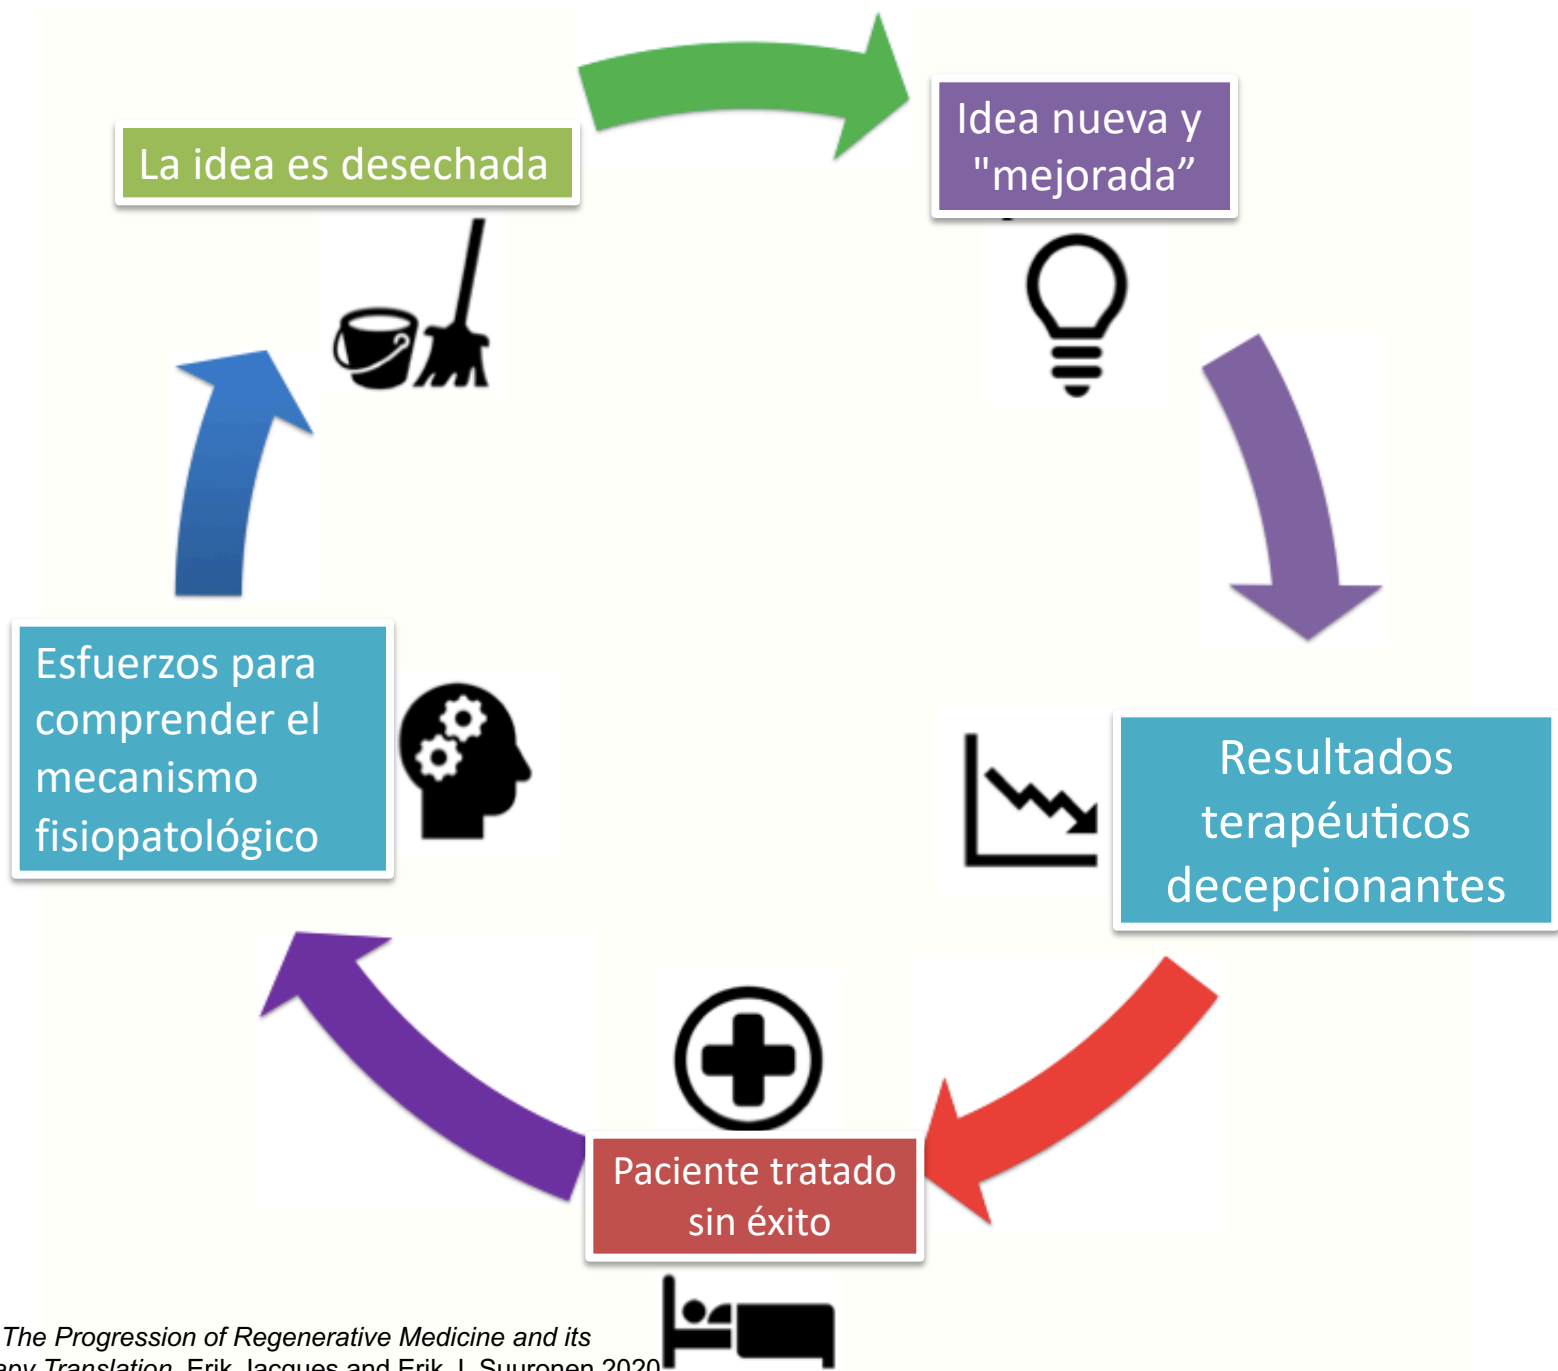 La idea es desechada
Idea nueva y
"mejorada”
Esfuerzos para
comprender el
mecanismo
fisiopatológico
Resultados
terapéuticos
decepcionantes
Paciente tratado
sin éxito
The Progression of Regenerative Medicine and its
Translation. Erik Jacques and Erik J. Suuronen 2020